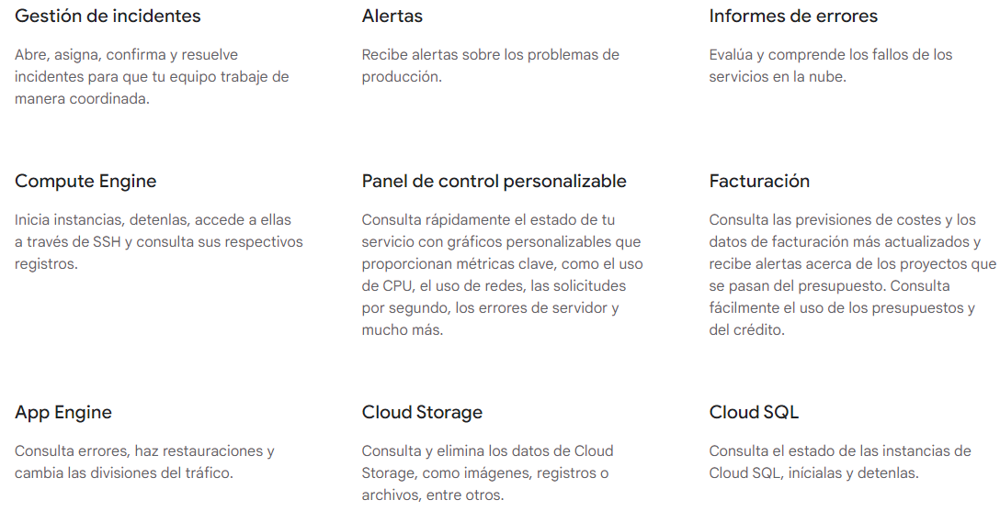 Gestión de incidentes
Abre, asigna, confirma y resuelve
incidentes para que tu equipo trabaje de
manera coordinada.
Alertas
Recibe alertas sobre los problemas de
producción.
Informes de errores
Evalúa y comprende los fallos de los
servicios en la nube.
Compute Engine
Inicia instancias, detenlas, accede a ellas
a través de SSH y consulta sus respectivos
registros.
Panel de control personalizable
Consulta rápidamente el estado de tu
servicio con gráficos personalizables que
proporcionan métricas clave, como el uso
de CPU, el uso de redes, las solicitudes
por segundo, los errores de servidor y
mucho más.
Facturación
Consulta las previsiones de costes y los
datos de facturación más actualizados y
recibe alertas acerca de los proyectos que
se pasan del presupuesto. Consulta
fácilmente el uso de los presupuestos y
del crédito.
App Engine
Consulta errores, haz restauraciones y
cambia las divisiones del tráfico.
Cloud Storage
Consulta y elimina los datos de Cloud
Storage, como imágenes, registros o
archivos, entre otros.
Cloud SQL
Consulta el estado de las instancias de
Cloud SQL, inícialas y detenlas.